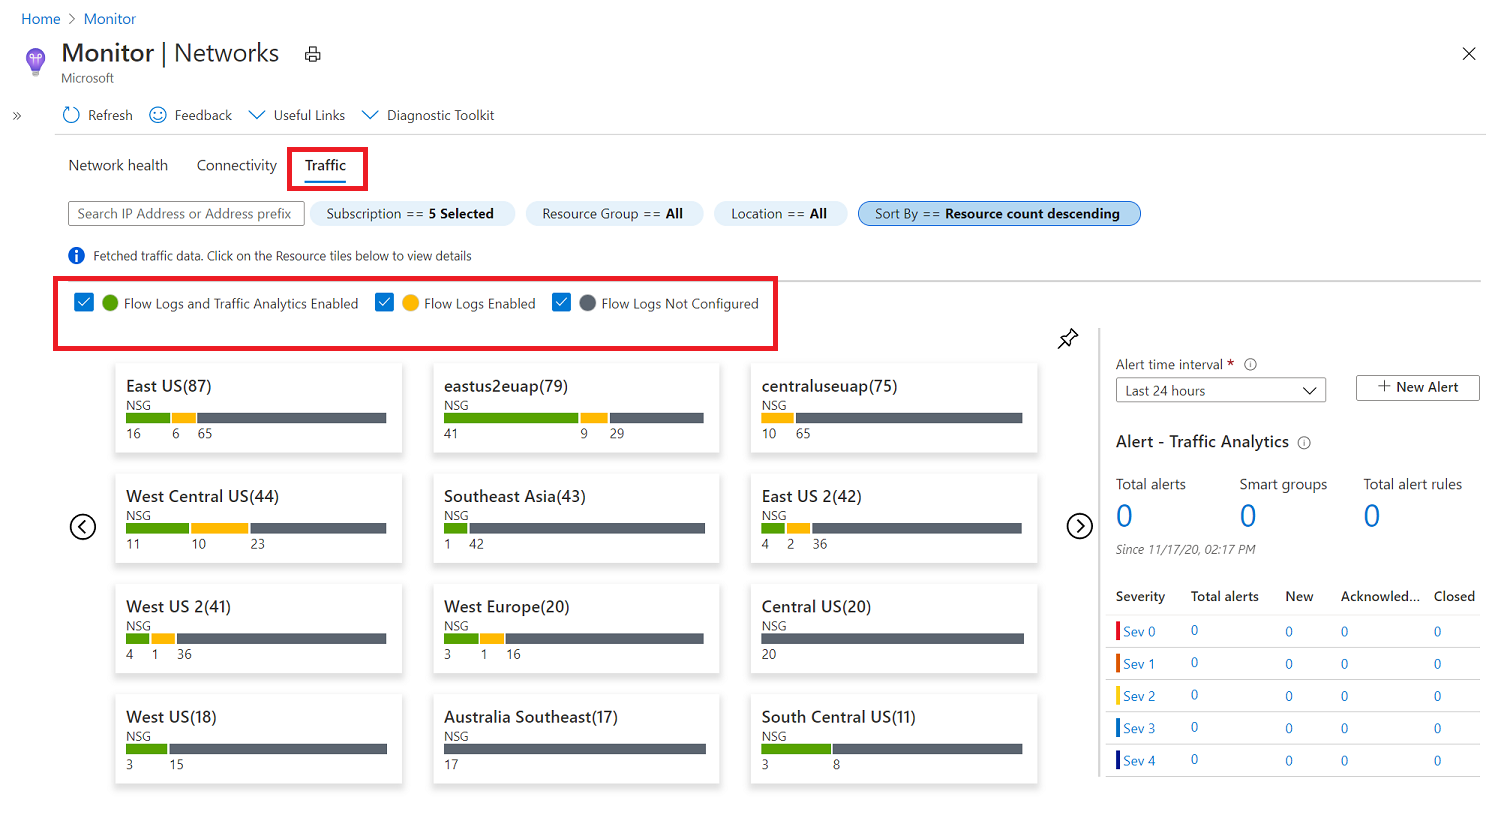 Home > Monitor
Monitor | Networks
Microsoft
» Refresh Feedback Useful Links Diagnostic Toolkit
Network health Connectivity Traffic
Search IP Address or Address prefix Subscription == 5 Selected Resource Group == All Location == All Sort By == Resource count descending
Fetched traffic data. Click on the Resource tiles below to view details
Flow Logs and Traffic Analytics Enabled Flow Logs Enabled Flow Logs Not Configured
East US(87)
NSG
16 6 65
eastus2euap(79)
NSG
41 9 29
centraluseuap(75)
NSG
10 65
West Central US(44)
NSG
11 10 23
Southeast Asia(43)
NSG
1 42
East US 2(42)
NSG
4 2 36
West US 2(41)
NSG
4 1 36
West Europe(20)
NSG
3 1 16
Central US(20)
NSG
20
West US(18)
NSG
3 15
Australia Southeast(17)
NSG
17
South Central US(11)
NSG
3 8
Alert time interval *
Last 24 hours
+ New Alert
Alert - Traffic Analytics
Total alerts Smart groups Total alert rules
0 0 0
Since 11/17/20, 02:17 PM
Severity Total alerts New Acknowled... Closed
Sev 0 0 0 0 0
Sev 1 0 0 0 0
Sev 2 0 0 0 0
Sev 3 0 0 0 0
Sev 4 0 0 0 0